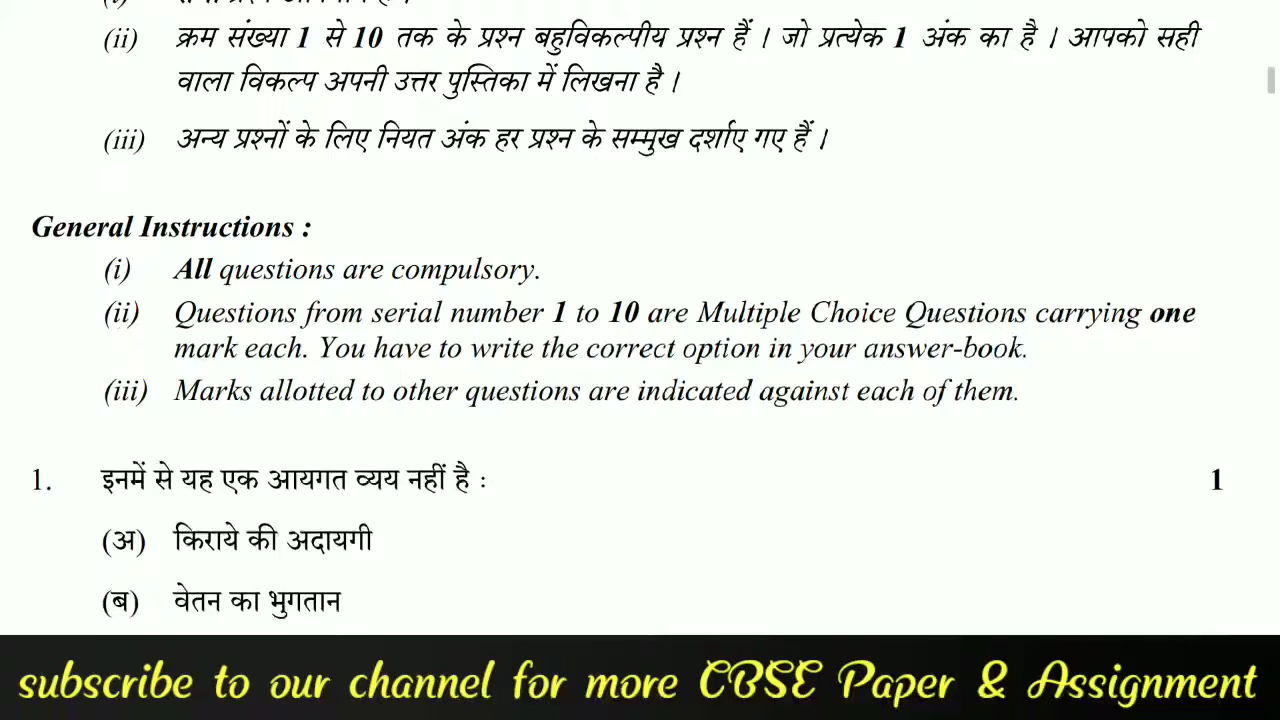 (ii) क्रम संख्या 1 से 10 तक के प्रश्न बहुविकल्पीय प्रश्न हैं । जो प्रत्येक 1 अंक का है । आपको सही
वाला विकल्प अपनी उत्तर पुस्तिका में लिखना है ।
(iii) अन्य प्रश्नों के लिए नियत अंक हर प्रश्न के सम्मुख दर्शाए गए हैं ।
General Instructions :
(i) All questions are compulsory.
(ii) Questions from serial number 1 to 10 are Multiple Choice Questions carrying one
mark each. You have to write the correct option in your answer-book.
(iii) Marks allotted to other questions are indicated against each of them.
1. इनमें से यह एक आयगत व्यय नहीं है : 1
(अ) किराये की अदायगी
(ब) वेतन का भुगतान
subscribe to our channel for more CBSE Paper & Assignment